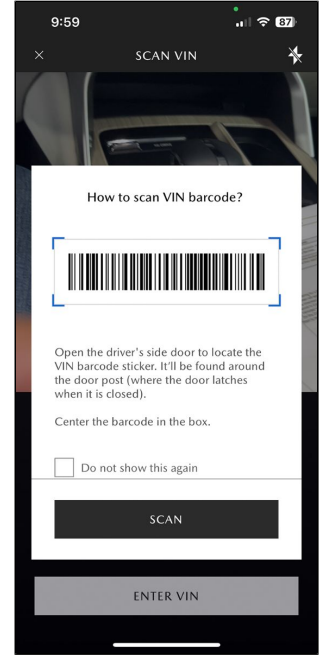 9:59
87
SCAN VIN
How to scan VIN barcode?
Open the driver's side door to locate the
VIN barcode sticker. It'll be found around
the door post (where the door latches
when it is closed).
Center the barcode in the box.
Do not show this again
SCAN
ENTER VIN